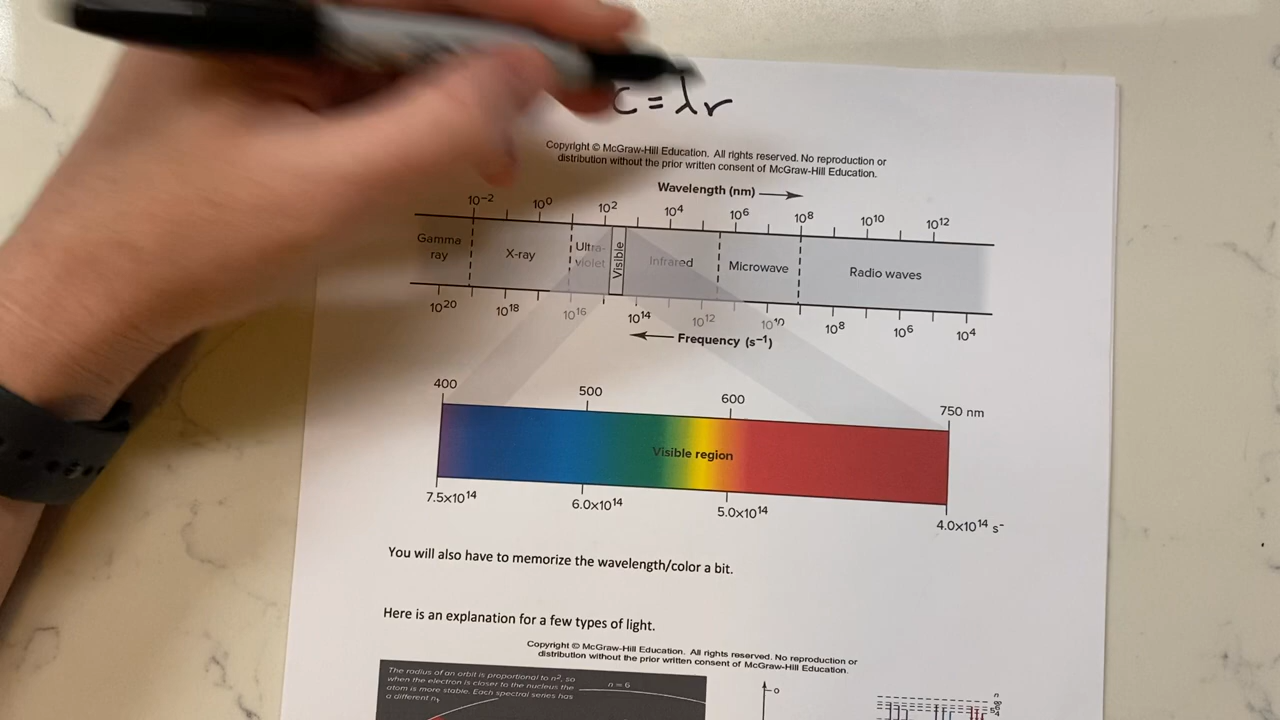 c = λν
Copyright © McGraw-Hill Education. All rights reserved. No reproduction or
distribution without the prior written consent of McGraw-Hill Education.
Wavelength (nm)
10⁻² 10⁰ 10² 10⁴ 10⁶ 10⁸ 10¹⁰ 10¹²
Gamma
ray
X-ray
Ultra-
violet
Visible
Infrared
Microwave
Radio waves
10²⁰ 10¹⁸ 10¹⁶ 10¹⁴ 10¹² 10¹⁰ 10⁸ 10⁶ 10⁴
Frequency (s⁻¹)
400 500 600 750 nm
Visible region
7.5x10¹⁴ 6.0x10¹⁴ 5.0x10¹⁴ 4.0x10¹⁴ s⁻
You will also have to memorize the wavelength/color a bit.
Here is an explanation for a few types of light.
Copyright © McGraw-Hill Education. All rights reserved. No reproduction or
distribution without the prior written consent of McGraw-Hill Education.
The radius of an orbit is proportional to n², so
when the electron is closer to the nucleus the
atom is more stable. Each spectral series has
a different n₁
n = 6
0
n